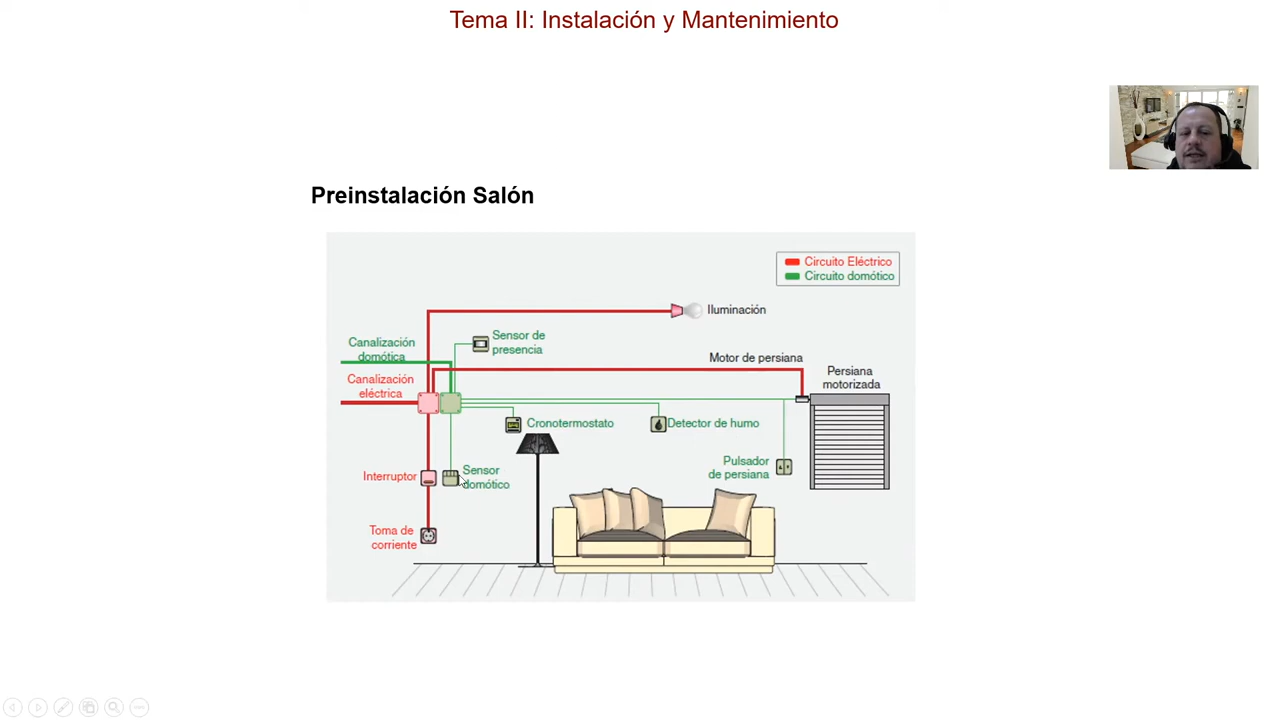 Tema II: Instalación y Mantenimiento
Preinstalación Salón
Circuito Eléctrico
Circuito domótico
Iluminación
Sensor de
presencia
Canalización
domótica
Motor de persiana
Persiana
motorizada
Canalización
eléctrica
Cronotermostato
Detector de humo
Pulsador
de persiana
Interruptor
Sensor
domótico
Toma de
corriente